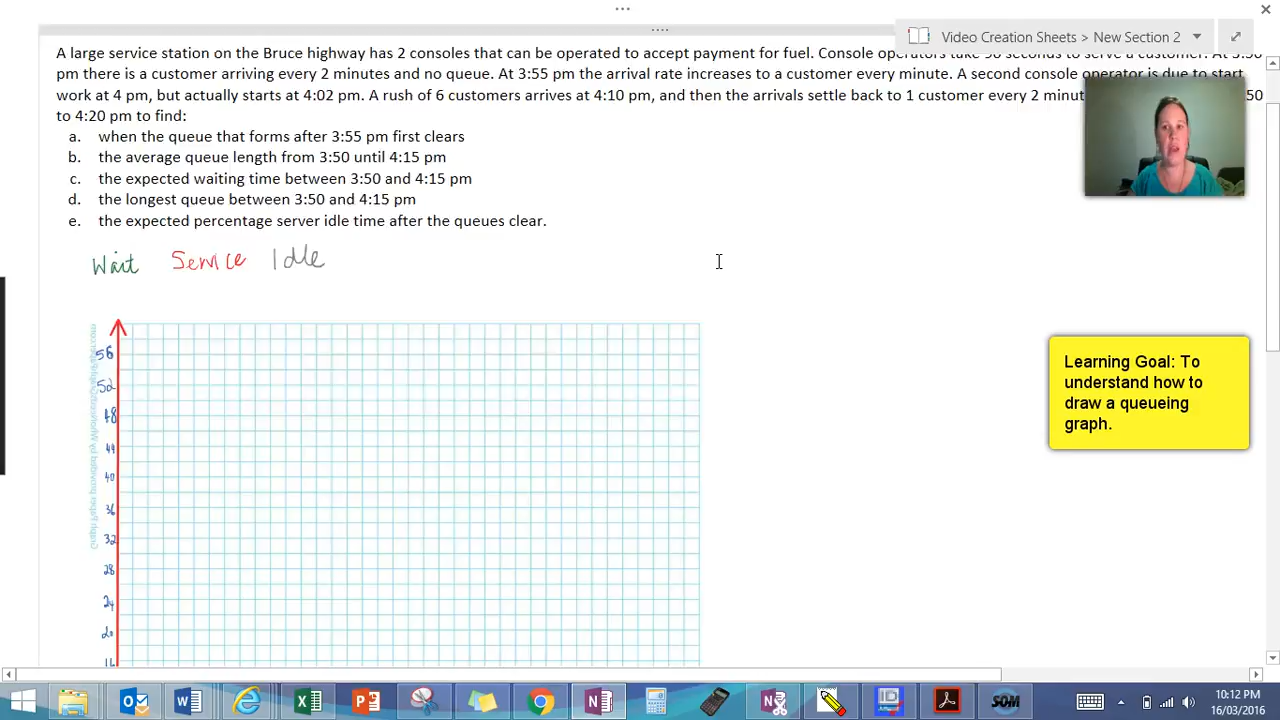 Video Creation Sheets > New Section 2
A large service station on the Bruce highway has 2 consoles that can be operated to accept payment for fuel. Console
pm there is a customer arriving every 2 minutes and no queue. At 3:55 pm the arrival rate increases to a customer every minute. A second console operator is due to start
work at 4 pm, but actually starts at 4:02 pm. A rush of 6 customers arrives at 4:10 pm, and then the arrivals settle back to 1 customer every 2 50
to 4:20 pm to find:
a. when the queue that forms after 3:55 pm first clears
b. the average queue length from 3:50 until 4:15 pm
c. the expected waiting time between 3:50 and 4:15 pm
d. the longest queue between 3:50 and 4:15 pm
e. the expected percentage server idle time after the queues clear.
Wait Service Idle
56
52
48
44
40
36
32
28
24
20
16
Learning Goal: To
understand how to
draw a queueing
graph.
10:12 PM
16/03/2016